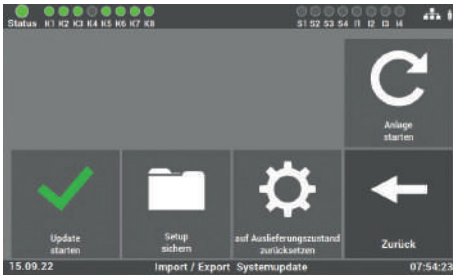 Status K1 K2 K3 K4 K5 K6 K7 K8 S1 S2 S3 S4 I1 I2 I3 I4
Anlage
starten
Update
starten
Setup
sichern
auf Auslieferungszustand
zurücksetzen
Zurück
15.09.22 Import / Export Systemupdate 07:54:23